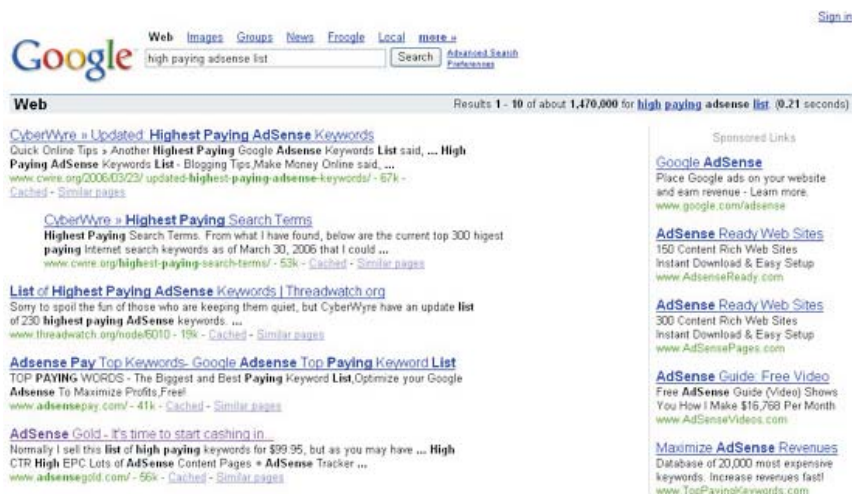 Sign in
Google
Web Images Groups News Froogle Local more »
high paying adsense list
Search
Advanced Search
Preferences
Web
Results 1 - 10 of about 1,470,000 for high paying adsense list. (0.21 seconds)
CyberWyre » Updated: Highest Paying AdSense Keywords
Quick Online Tips » Another Highest Paying Google Adsense Keywords List said, ... High
Paying AdSense Keywords List - Blogging Tips,Make Money Online said, ...
www.cwire.org/2006/03/23/ updated-highest-paying-adsense-keywords/ - 67k -
Cached - Similar pages
CyberWyre » Highest Paying Search Terms
Highest Paying Search Terms. From what I have found, below are the current top 300 higest
paying Internet search keywords as of March 30, 2006 that I could ...
www.cwire.org/highest-paying-search-terms/ - 53k - Cached - Similar pages
List of Highest Paying AdSense Keywords | Threadwatch.org
Sorry to spoil the fun of those who are keeping them quiet, but CyberWyre have an update list
of 230 highest paying AdSense keywords. ...
www.threadwatch.org/node/6010 - 19k - Cached - Similar pages
Adsense Pay Top Keywords- Google Adsense Top Paying Keyword List
TOP PAYING WORDS - The Biggest and Best Paying Keyword List,Optimize your Google
Adsense To Maximize Profits,Free!
www.adsensepay.com/ - 41k - Cached - Similar pages
AdSense Gold - It's time to start cashing in...
Normally I sell this list of high paying keywords for $99.95, but as you may have ... High
CTR High EPC Lots of AdSense Content Pages + AdSense Tracker ...
www.adsensegold.com/ - 56k - Cached - Similar pages
Sponsored Links
Google AdSense
Place Google ads on your website
and earn revenue - Learn more.
www.google.com/adsense
AdSense Ready Web Sites
150 Content Rich Web Sites
Instant Download & Easy Setup
www.AdsenseReady.com
AdSense Ready Web Sites
300 Content Rich Web Sites
Instant Download & Easy Setup
www.AdSensePages.com
AdSense Guide: Free Video
Free AdSense Guide (Video) Shows
You How I Make $16,768 Per Month
www.AdSenseVideos.com
Maximize AdSense Revenues
Database of 20,000 most expensive
keywords. Increase revenues fast!
www.TopPayingKeywords.com